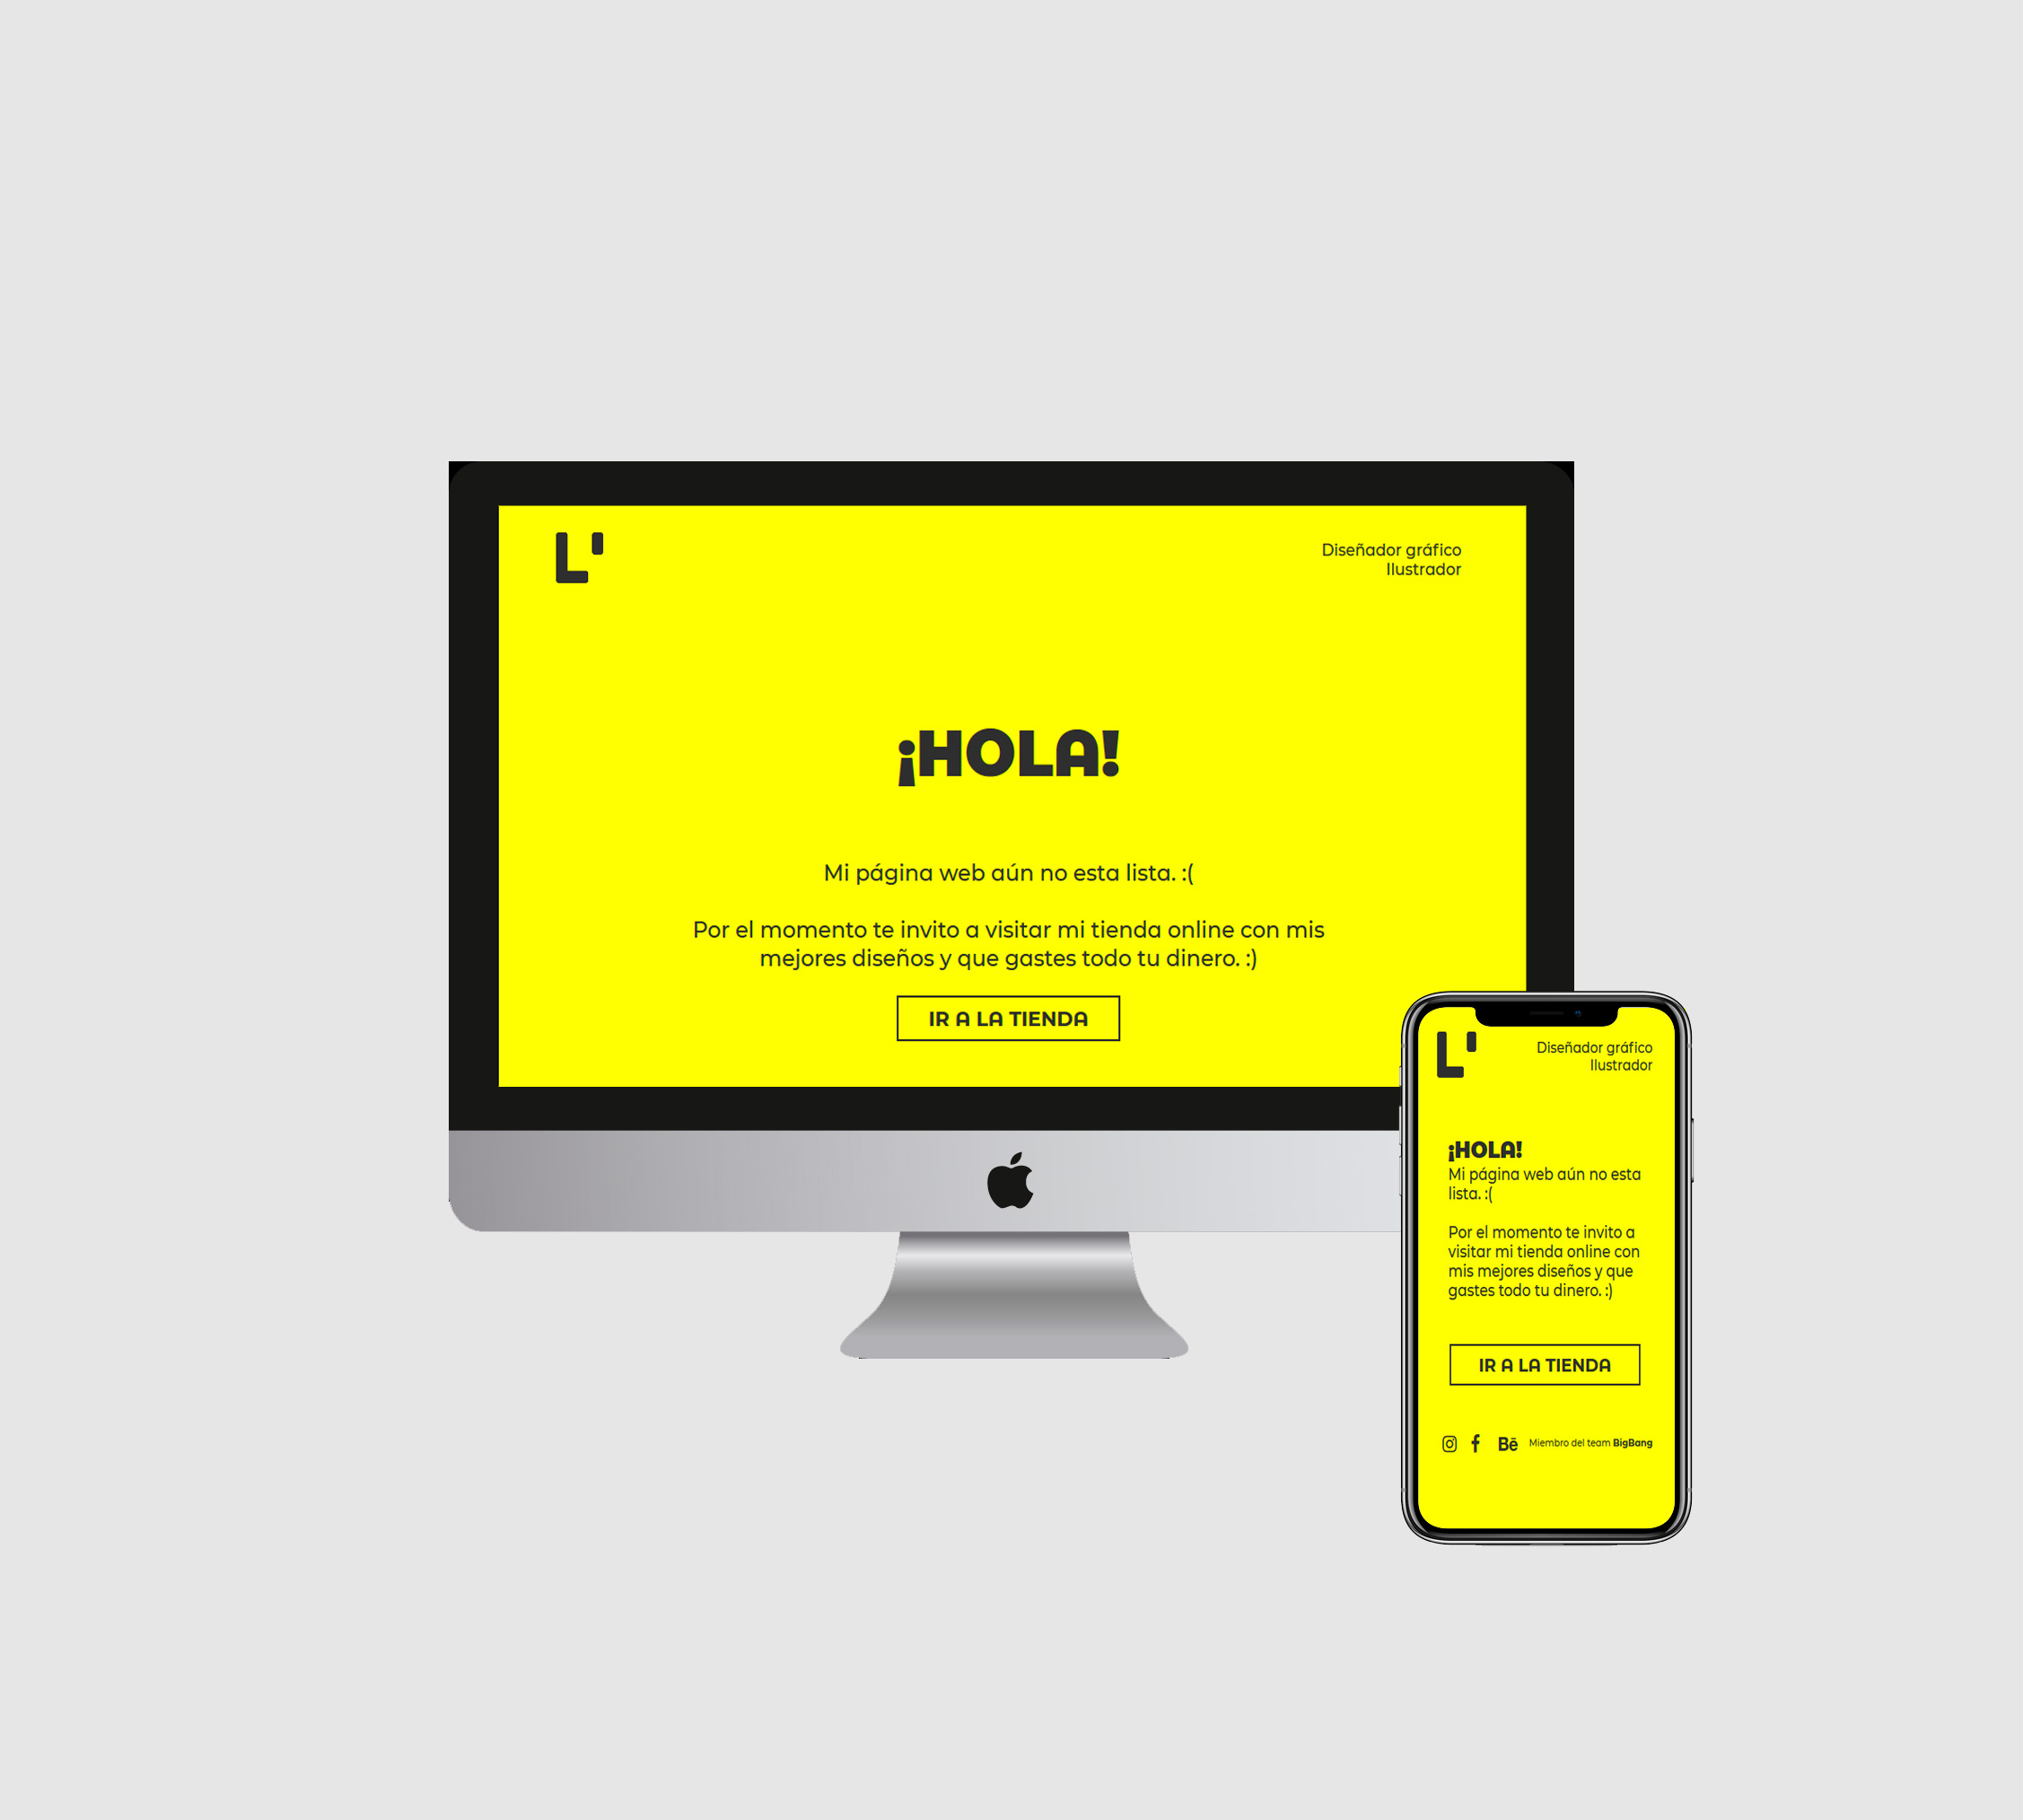 L'
Diseñador gráfico
Ilustrador
¡HOLA!
Mi página web aún no esta lista. :(
Por el momento te invito a visitar mi tienda online con mis
mejores diseños y que gastes todo tu dinero. :)
IR A LA TIENDA
L'
Diseñador gráfico
Ilustrador
¡HOLA!
Mi página web aún no esta
lista. :(
Por el momento te invito a
visitar mi tienda online con
mis mejores diseños y que
gastes todo tu dinero. :)
IR A LA TIENDA
Bē Miembro del team BigBang